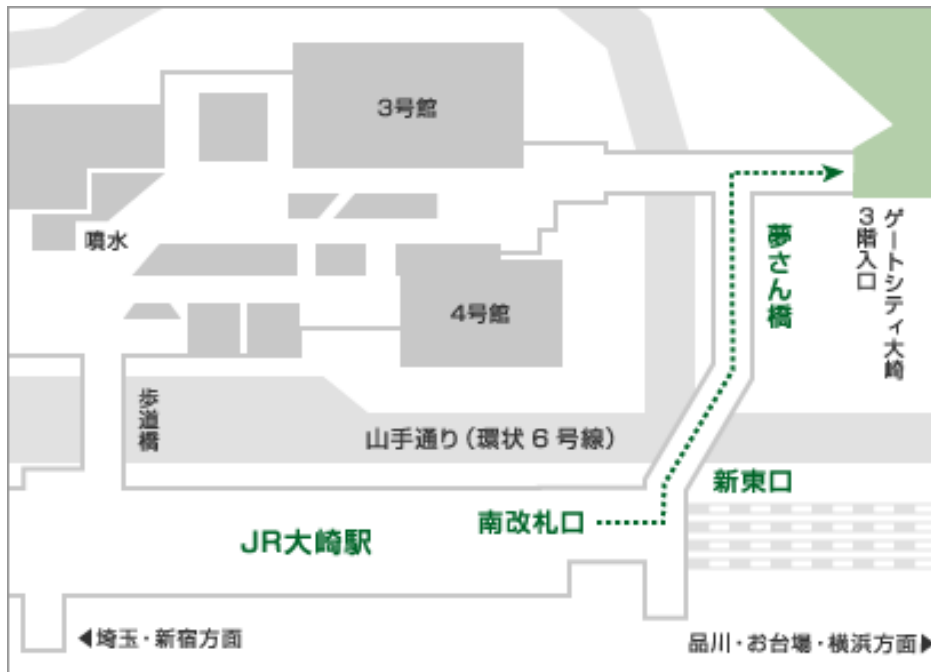 3号館
噴水
ゲートシティ大崎
3階入口
夢さん橋
4号館
歩道橋
山手通り（環状6号線）
新東口
南改札口
JR大崎駅
◀埼玉・新宿方面
品川・お台場・横浜方面▶